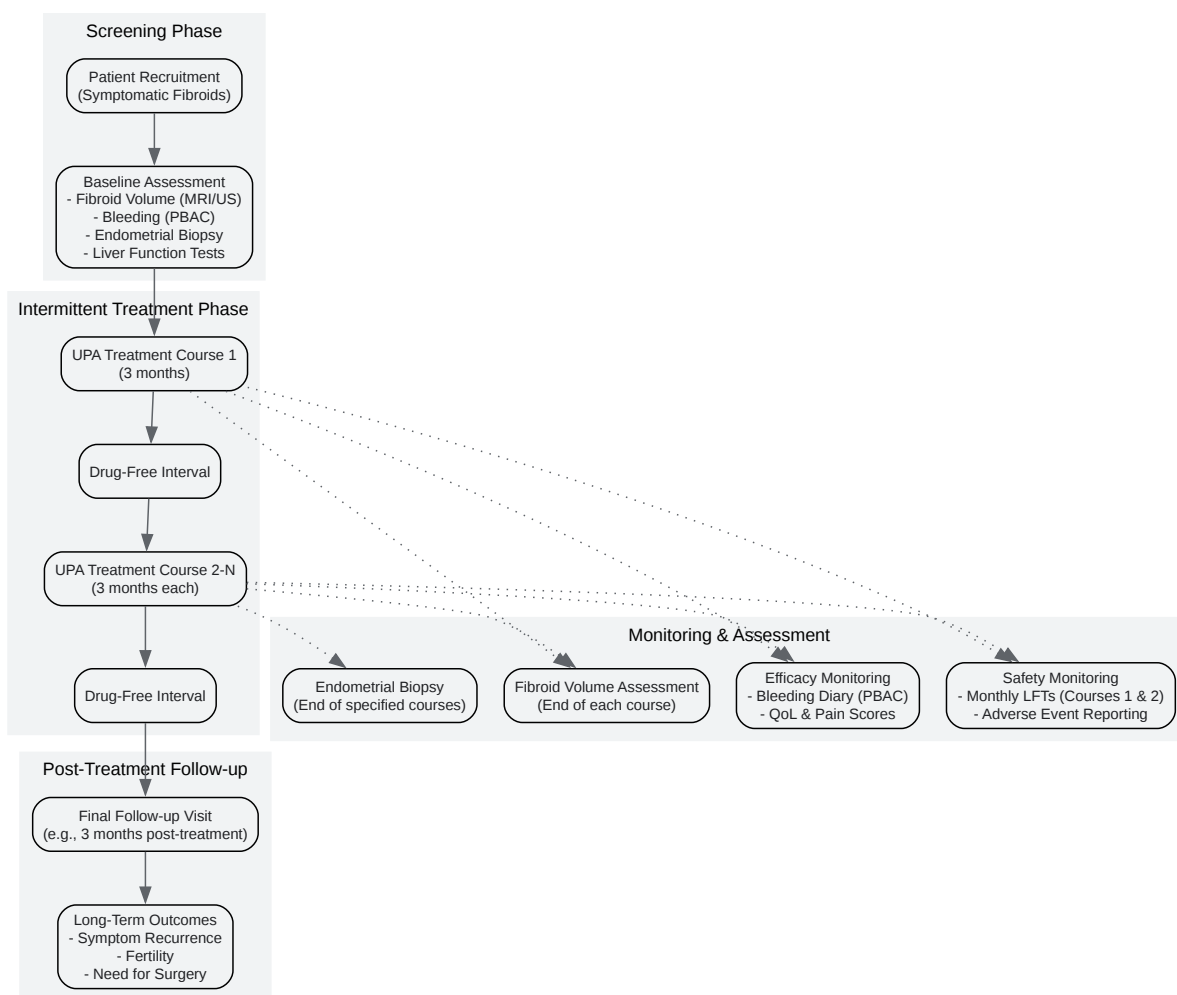 Screening Phase
Patient Recruitment
(Symptomatic Fibroids)
Baseline Assessment
- Fibroid Volume (MRI/US)
- Bleeding (PBAC)
- Endometrial Biopsy
- Liver Function Tests
Intermittent Treatment Phase
UPA Treatment Course 1
(3 months)
Drug-Free Interval
UPA Treatment Course 2-N
(3 months each)
Drug-Free Interval
Monitoring & Assessment
Endometrial Biopsy
(End of specified courses)
Fibroid Volume Assessment
(End of each course)
Efficacy Monitoring
- Bleeding Diary (PBAC)
- QoL & Pain Scores
Safety Monitoring
- Monthly LFTs (Courses 1 & 2)
- Adverse Event Reporting
Post-Treatment Follow-up
Final Follow-up Visit
(e.g., 3 months post-treatment)
Long-Term Outcomes
- Symptom Recurrence
- Fertility
- Need for Surgery